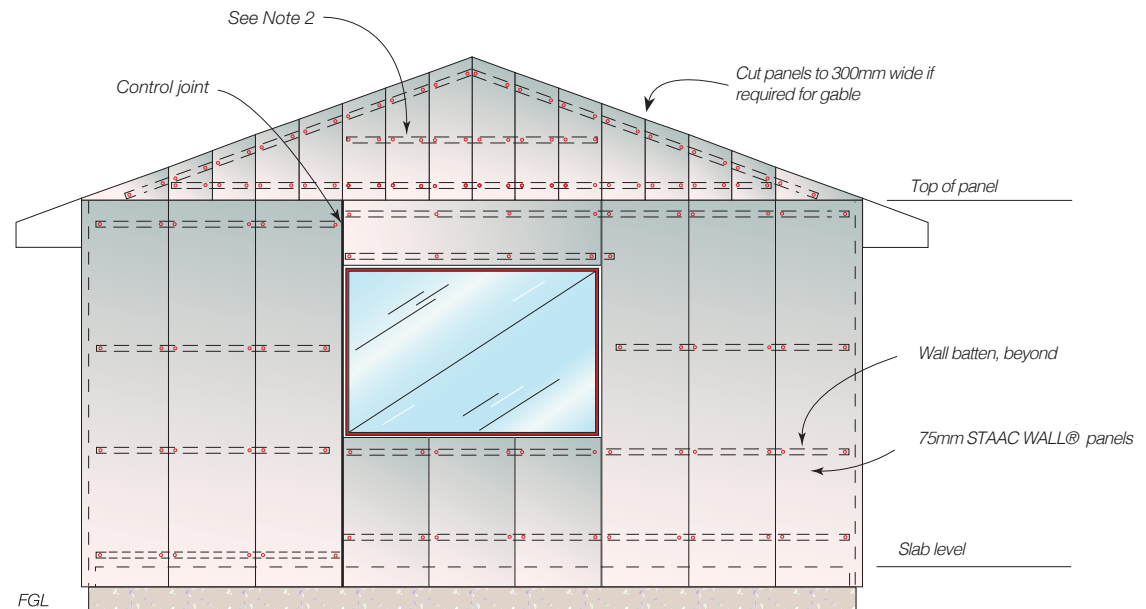 See Note 2
Control joint
Cut panels to 300mm wide if
required for gable
Top of panel
Wall batten, beyond
75mm STAAC WALL® panels
Slab level
FGL